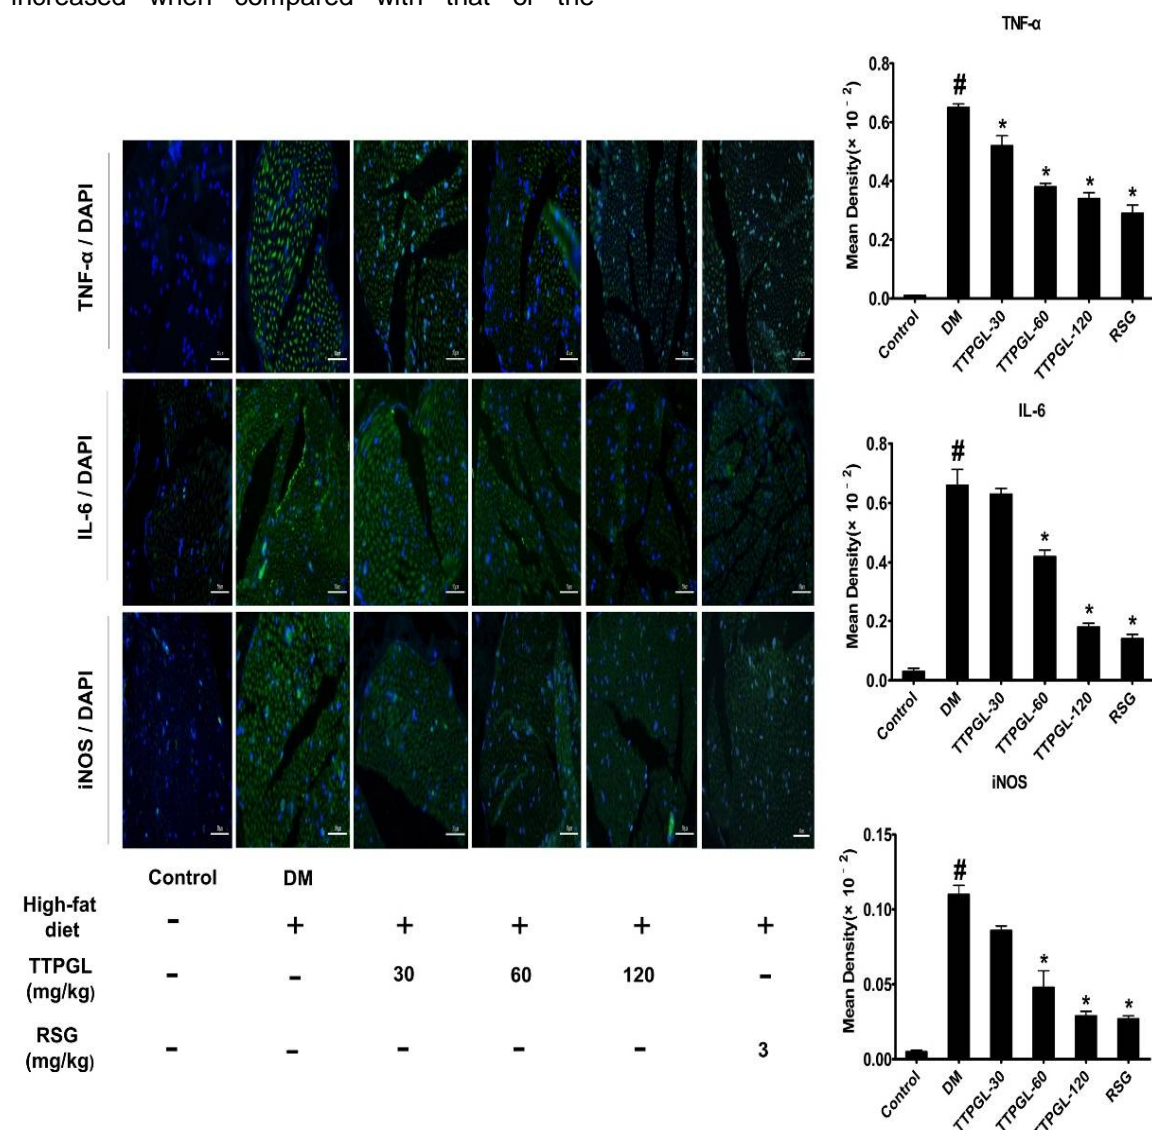 increased when compared with that of the
TNF-α / DAPI
IL-6 / DAPI
iNOS / DAPI
Control DM
High-fat
diet
- + + + + +
TTPGL
(mg/kg)
- - 30 60 120 -
RSG
(mg/kg)
- - - - - 3
TNF-α
Mean Density(× 10⁻²)
0.8
0.6
0.4
0.2
0.0
#
*
*
*
*
Control
DM
TTPGL-30
TTPGL-60
TTPGL-120
RSG
IL-6
Mean Density(× 10⁻²)
0.8
0.6
0.4
0.2
0.0
#
*
*
*
Control
DM
TTPGL-30
TTPGL-60
TTPGL-120
RSG
iNOS
Mean Density(× 10⁻²)
0.15
0.10
0.05
0.00
#
*
*
*
Control
DM
TTPGL-30
TTPGL-60
TTPGL-120
RSG